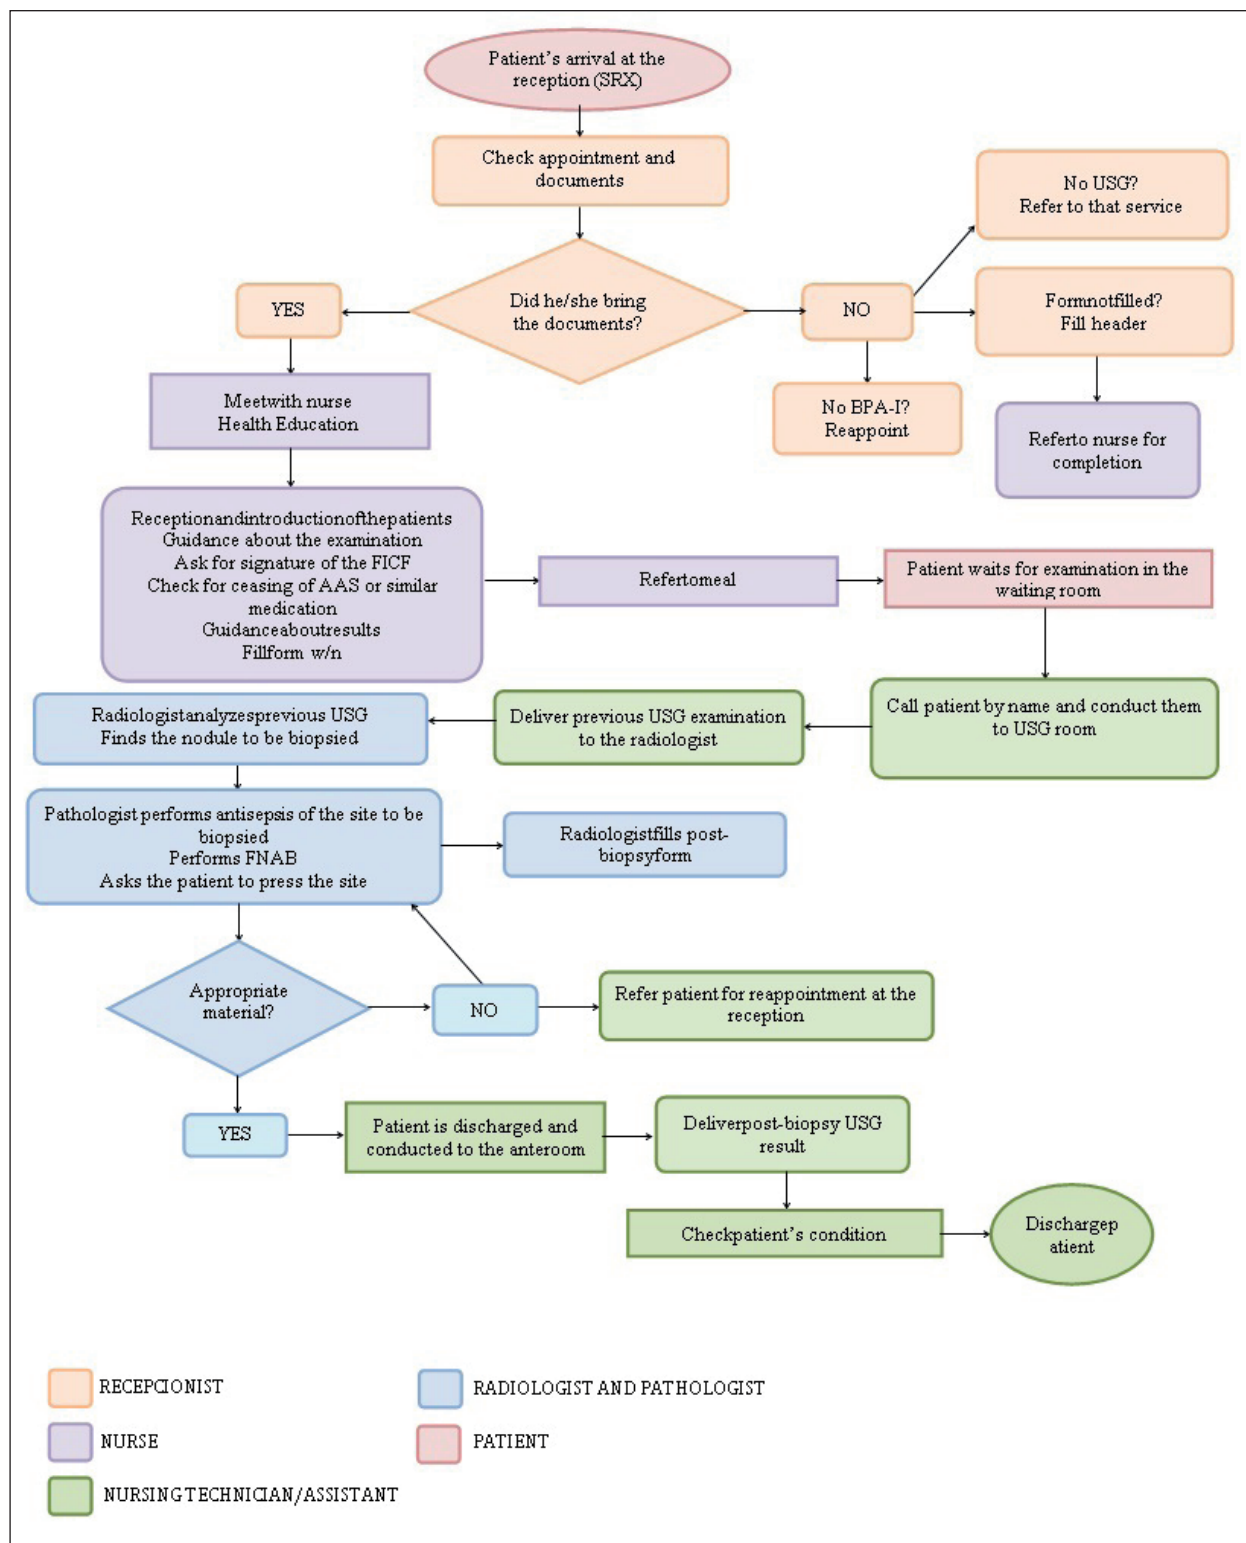 Patient's arrival at the
reception (SRX)
Check appointment and
documents
No USG?
Refer to that service
YES
Did he/she bring
the documents?
NO
Formnotfilled?
Fill header
Meetwith nurse
Health Education
No BPA-I?
Reappoint
Referto nurse for
completion
Receptionandintroductionofthepatients
Guidance about the examination
Ask for signature of the FICF
Check for ceasing of AAS or similar
medication
Guidanceaboutresults
Fillform w/n
Refertomeal
Patient waits for examination in the
waiting room
Radiologistanalyzesprevious USG
Finds the nodule to be biopsied
Deliver previous USG examination
to the radiologist
Call patient by name and conduct them
to USG room
Pathologist performs antisepsis of the site to be
biopsied
Performs FNAB
Asks the patient to press the site
Radiologistfills post-
biopsyform
Appropriate
material?
NO
Refer patient for reappointment at the
reception
YES
Patient is discharged and
conducted to the anteroom
Deliverpost-biopsy USG
result
Checkpatient's condition
Dischargep
atient
RECEPCIONIST
RADIOLOGIST AND PATHOLOGIST
NURSE
PATIENT
NURSING TECHNICIAN/ASSISTANT